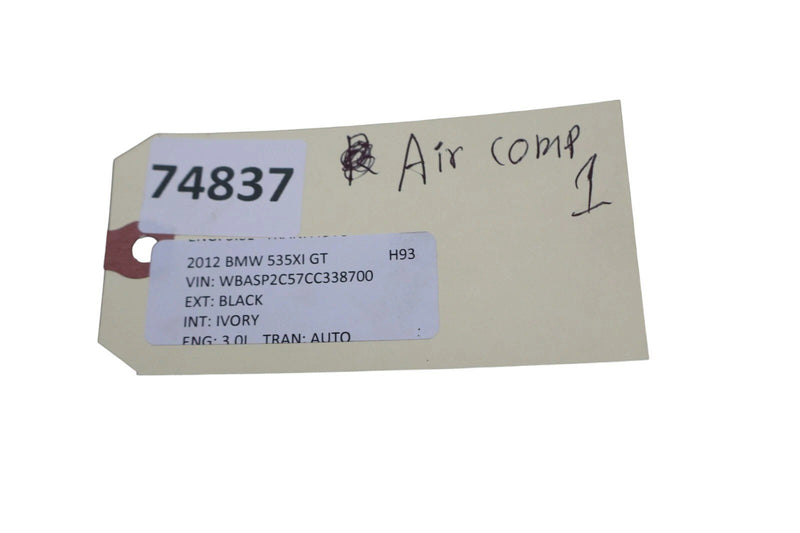 74837
Air comp
1
2012 BMW 535XI GT H93
VIN: WBASP2C57CC338700
EXT: BLACK
INT: IVORY
ENG: 3.0L TRAN: AUTO